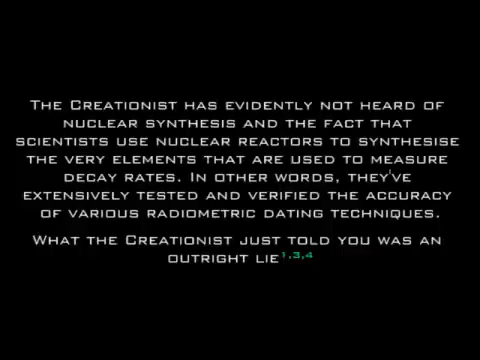 The Creationist has evidently not heard of
nuclear synthesis and the fact that
scientists use nuclear reactors to synthesise
the very elements that are used to measure
decay rates. In other words, they've
extensively tested and verified the accuracy
of various radiometric dating techniques.
What the Creationist just told you was an
outright lie1,3,4